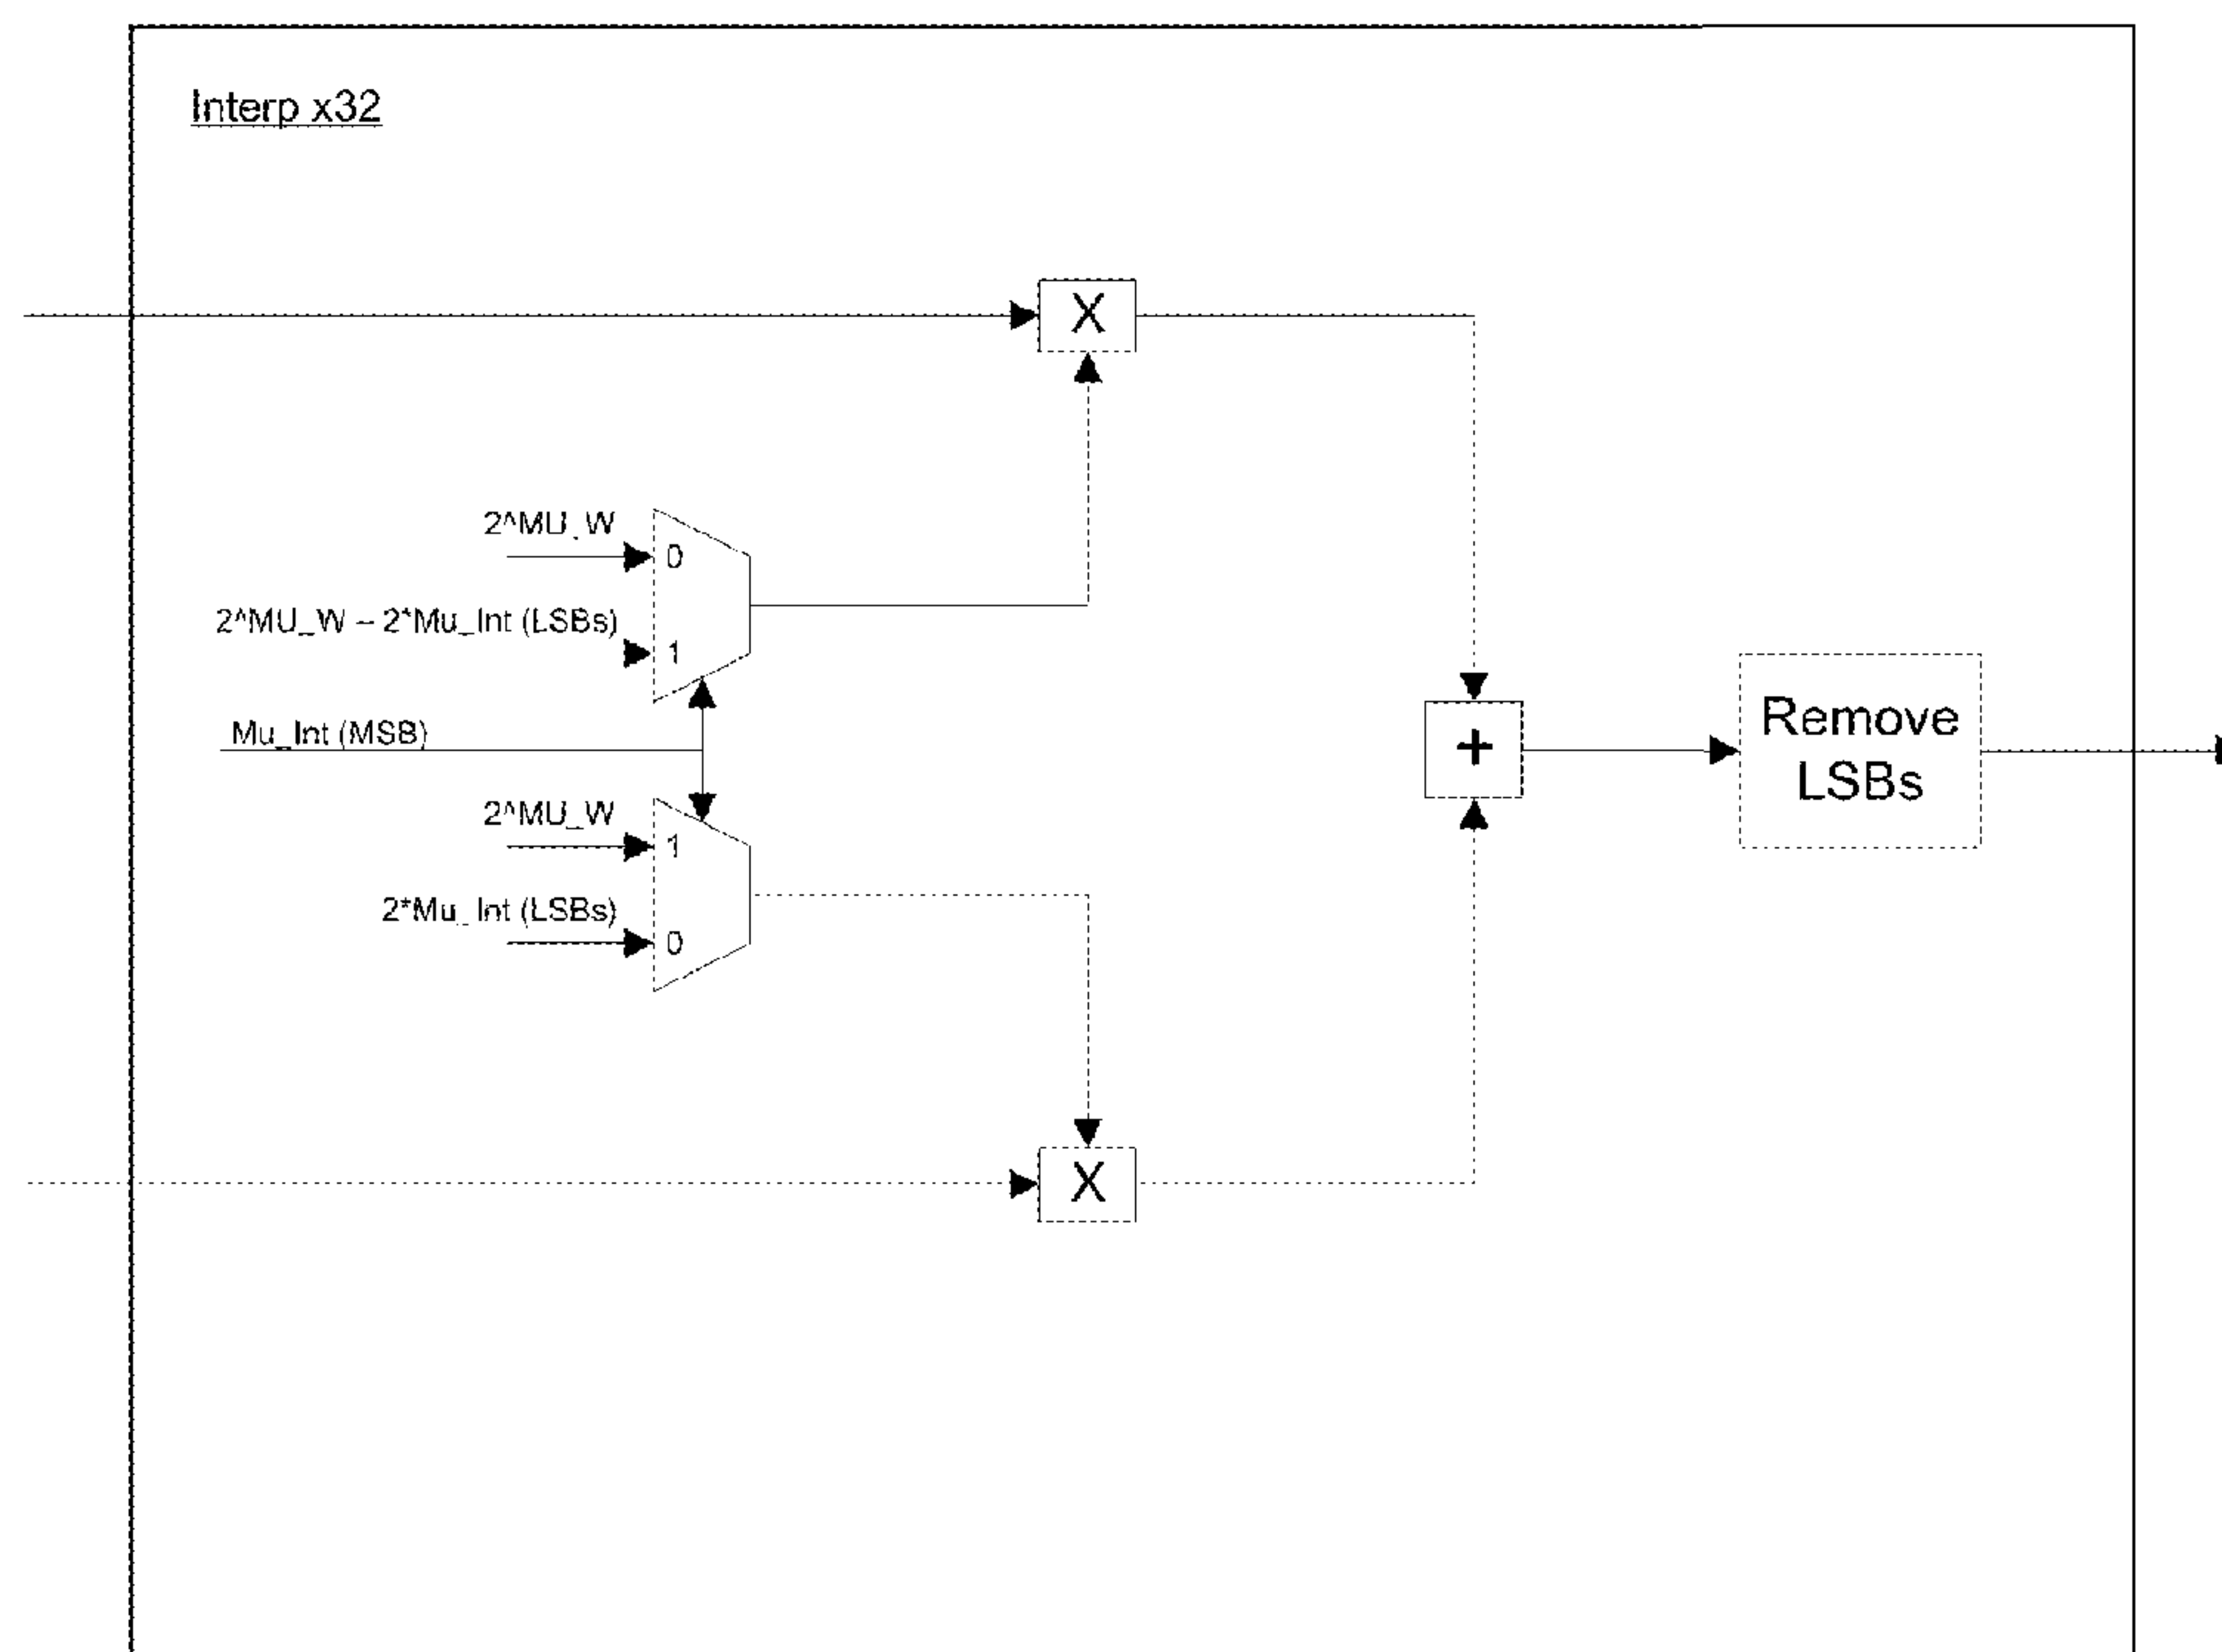 Interp x32
X
2^MU_W
0
2^MU_W – 2*Mu_Int (LSBs)
1
Mu_Int (MSB)
2^MU_W
1
2*Mu_Int (LSBs)
0
+
Remove
LSBs
X